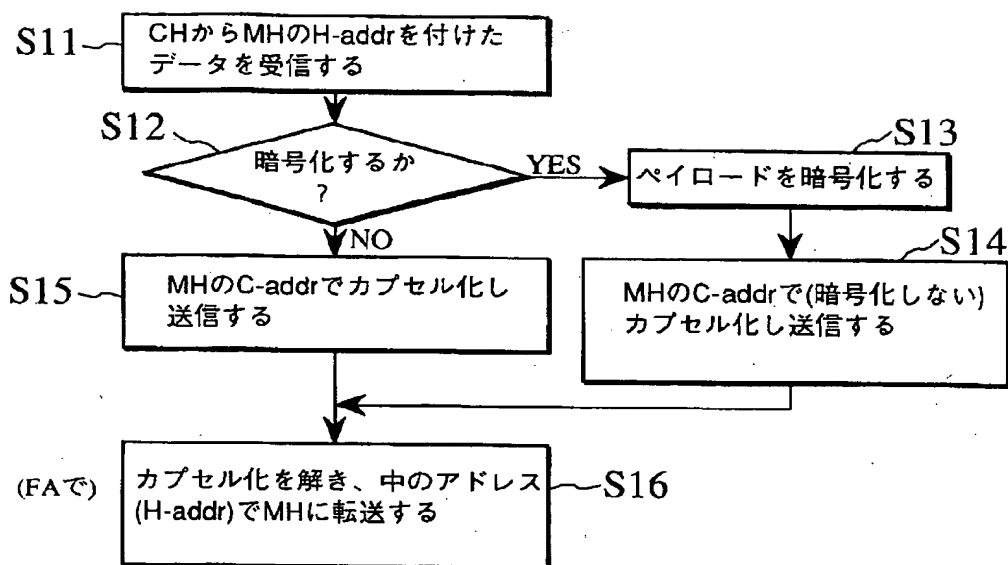 S11
CHからMHのH-addrを付けた
データを受信する
S12
暗号化するか
?
YES
S13
ペイロードを暗号化する
NO
S14
MHのC-addrで(暗号化しない)
カプセル化し送信する
S15
MHのC-addrでカプセル化し
送信する
(FAで)
カプセル化を解き、中のアドレス
(H-addr)でMHに転送する
S16